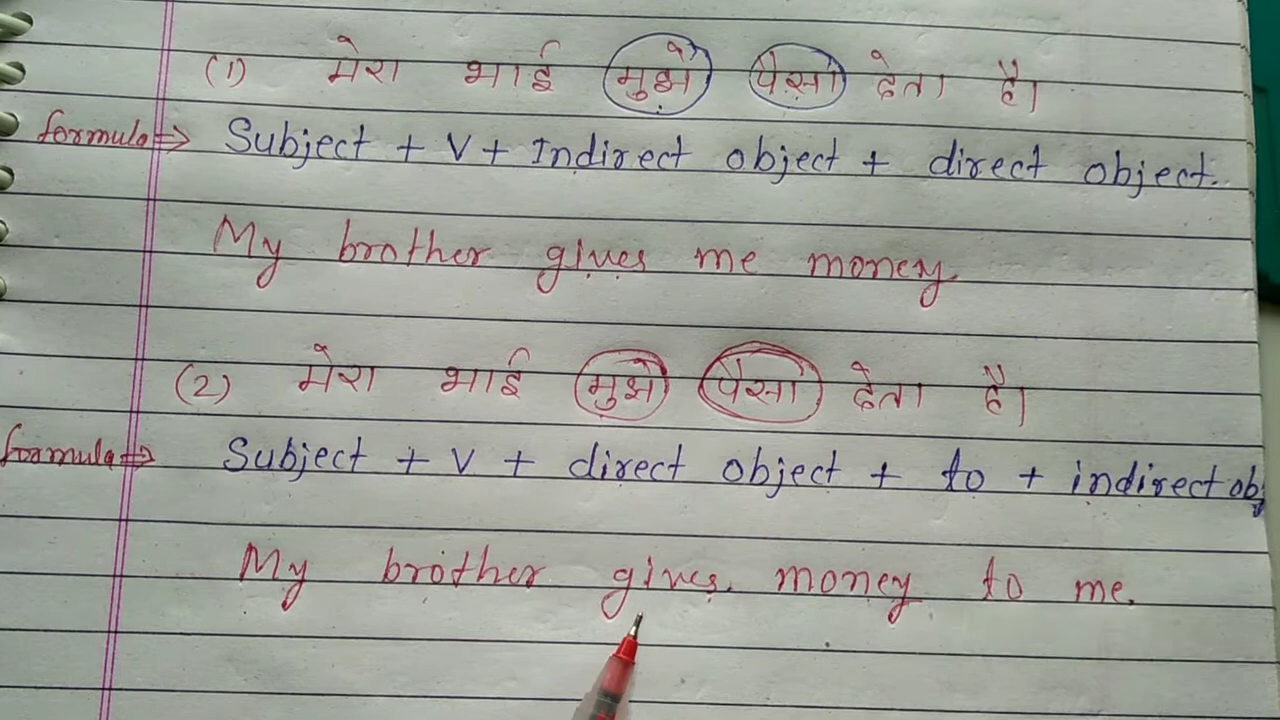 (1) मेरा भाई मुझे पैसा देता है।
formula⇒ Subject + V + Indirect object + direct object.
My brother gives me money.
(2) मेरा भाई मुझे पैसा देता है।
formula⇒ Subject + V + direct object + to + indirect obj
My brother gives money to me.